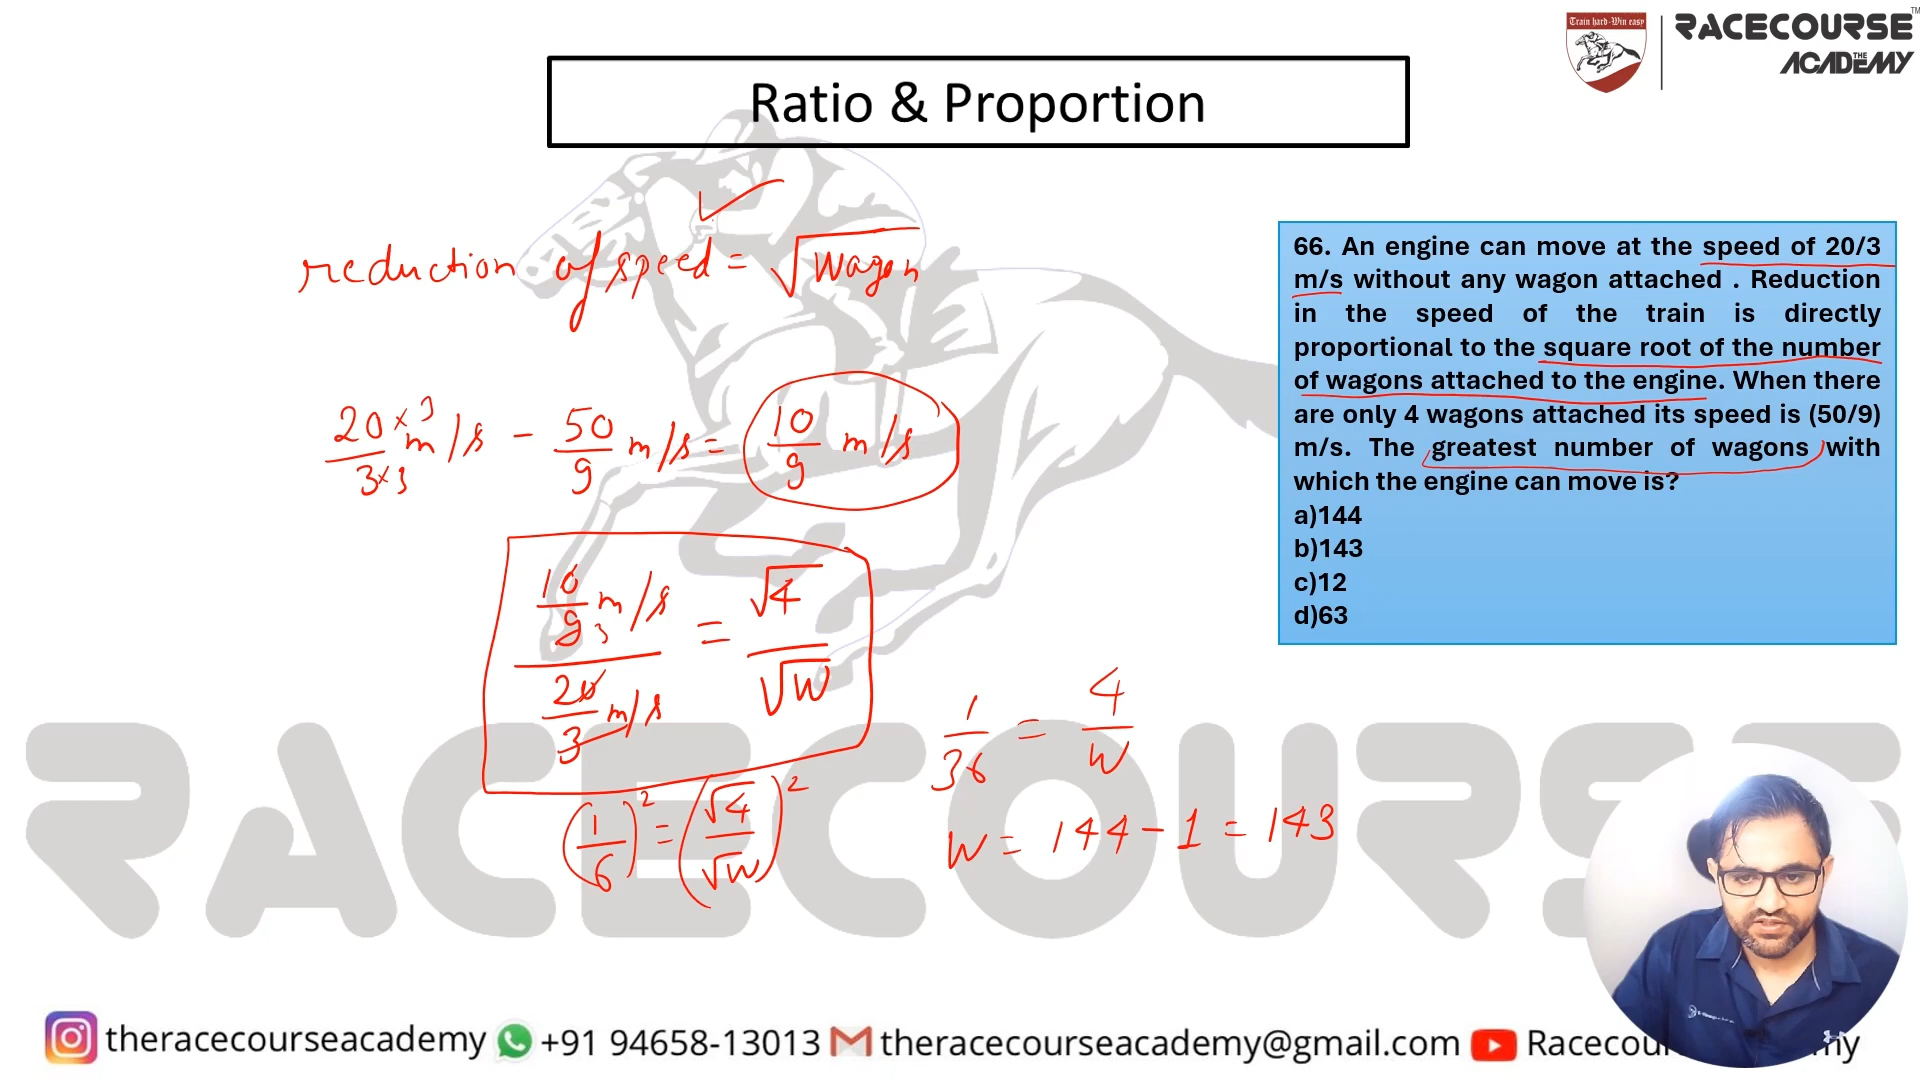 Train hard-Win easy
RACECOURSE
THE
ACADEMY
TM
Ratio & Proportion
reduction of speed = √wagon
20×3/3×3 m/s − 50/9 m/s = 10/9 m/s
10/9 3 m/s / 20/3 m/s = √4/√W
(1/6)² = (√4/√W)²
1/36 = 4/W
W = 144 − 1 = 143
66. An engine can move at the speed of 20/3
m/s without any wagon attached . Reduction
in the speed of the train is directly
proportional to the square root of the number
of wagons attached to the engine. When there
are only 4 wagons attached its speed is (50/9)
m/s. The greatest number of wagons with
which the engine can move is?
a)144
b)143
c)12
d)63
RACECOURSE
theracecourseacademy +91 94658-13013 theracecourseacademy@gmail.com